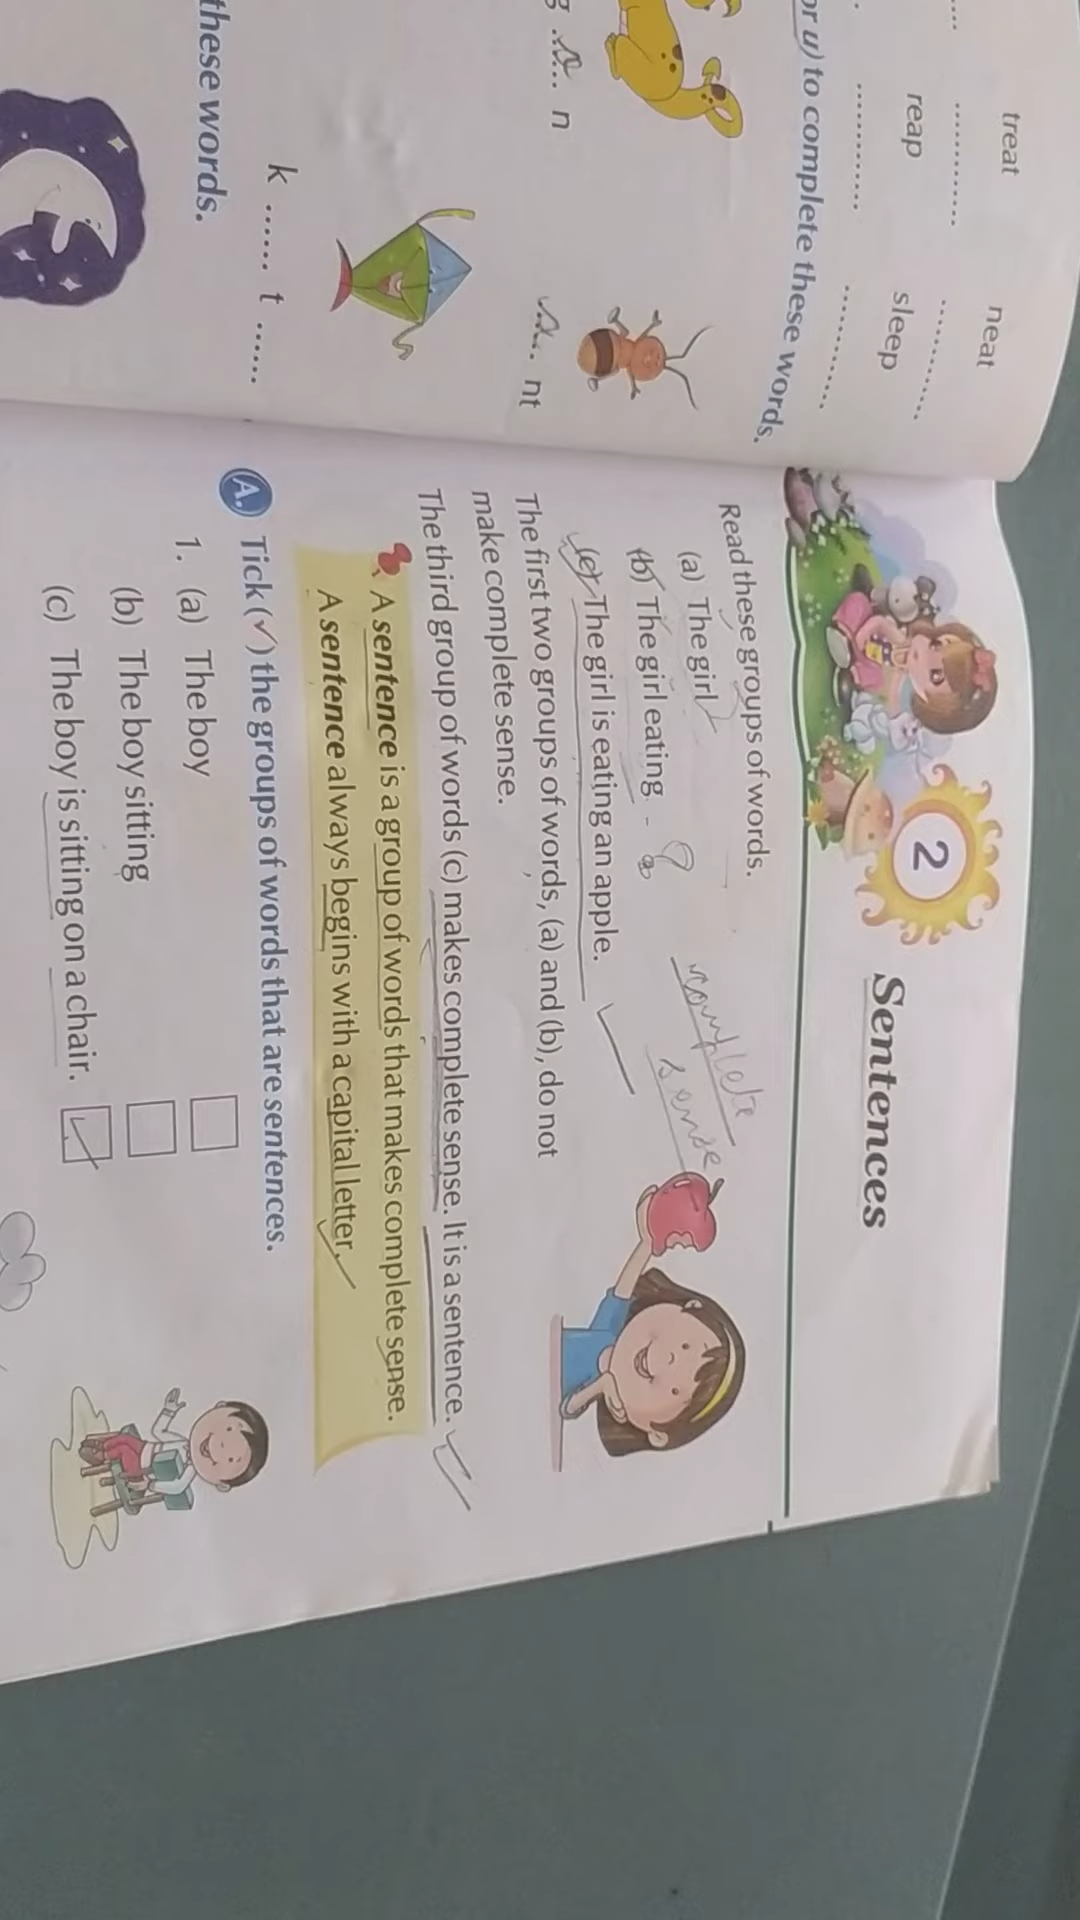 treat
neat
............ ............
reap
sleep
............ ............
or u) to complete these words.
g ..... n
..... nt
k ...... t ......
these words.
2
Sentences
Read these groups of words.
(a) The girl
(b) The girl eating - ?
(c) The girl is eating an apple.
complete
sense
The first two groups of words, (a) and (b), do not
make complete sense.
The third group of words (c) makes complete sense. It is a sentence.
A sentence is a group of words that makes complete sense.
A sentence always begins with a capital letter.
A. Tick (✓) the groups of words that are sentences.
1. (a) The boy
(b) The boy sitting
(c) The boy is sitting on a chair. ✓